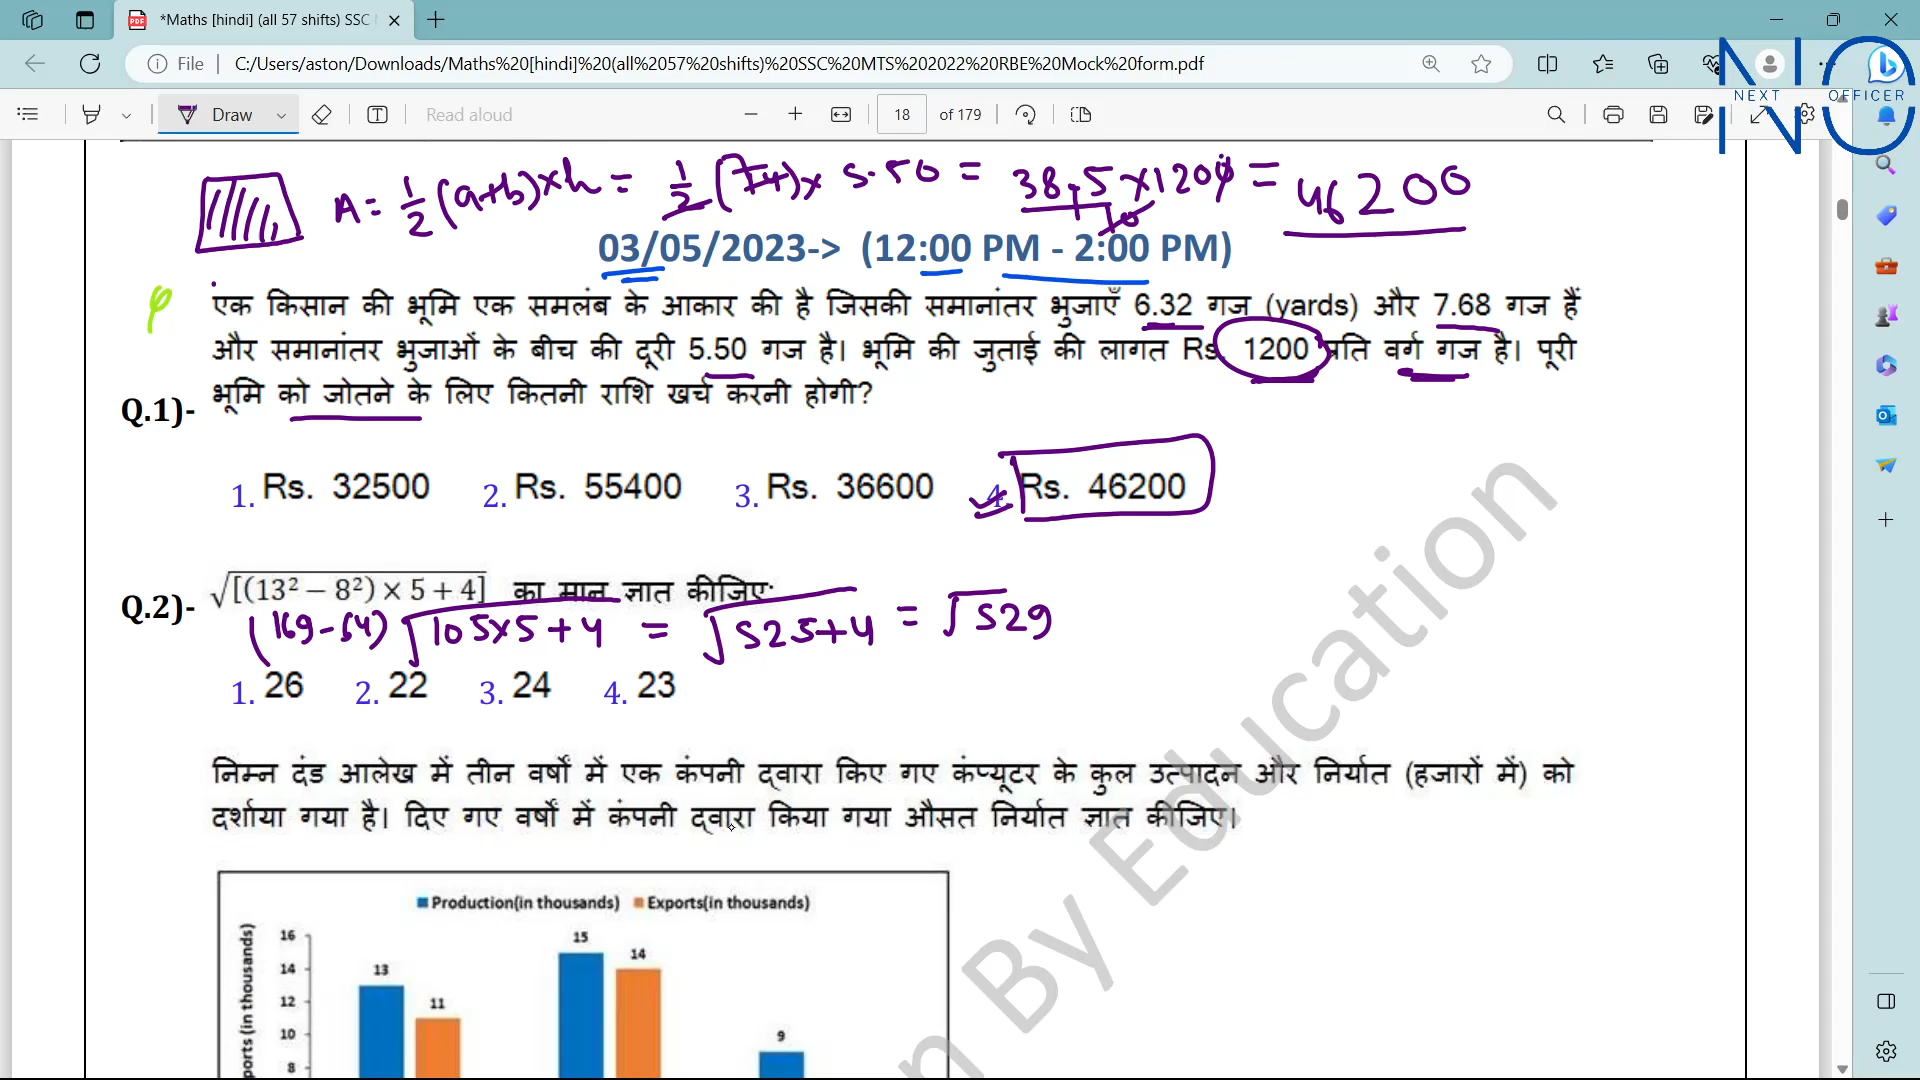 *Maths [hindi] (all 57 shifts) SSC
File C:/Users/aston/Downloads/Maths%20[hindi]%20(all%2057%20shifts)%20SSC%20MTS%202022%20RBE%20Mock%20form.pdf
NEXT OFFICER
Draw Read aloud 18 of 179
A = 1/2 (a+b)×h = 1/2 (14)× 5.50 = 38.5 ×1200 = 46200
03/05/2023-> (12:00 PM - 2:00 PM)
एक किसान की भूमि एक समलंब के आकार की है जिसकी समानांतर भुजाएँ 6.32 गज (yards) और 7.68 गज हैं
और समानांतर भुजाओं के बीच की दूरी 5.50 गज है। भूमि की जुताई की लागत Rs. 1200 प्रति वर्ग गज है। पूरी
भूमि को जोतने के लिए कितनी राशि खर्च करनी होगी?
Q.1)-
1. Rs. 32500 2. Rs. 55400 3. Rs. 36600 4. Rs. 46200
Q.2)- √[(13² − 8²) × 5 + 4] का मान ज्ञात कीजिए:
(169-64) √105×5+4 = √525+4 = √529
1. 26 2. 22 3. 24 4. 23
निम्न दंड आलेख में तीन वर्षों में एक कंपनी द्वारा किए गए कंप्यूटर के कुल उत्पादन और निर्यात (हजारों में) को
दर्शाया गया है। दिए गए वर्षों में कंपनी द्वारा किया गया औसत निर्यात ज्ञात कीजिए।
Production(in thousands) Exports(in thousands)
16
14
12
10
8
13
11
15
14
9
ports (in thousands)
n By Education